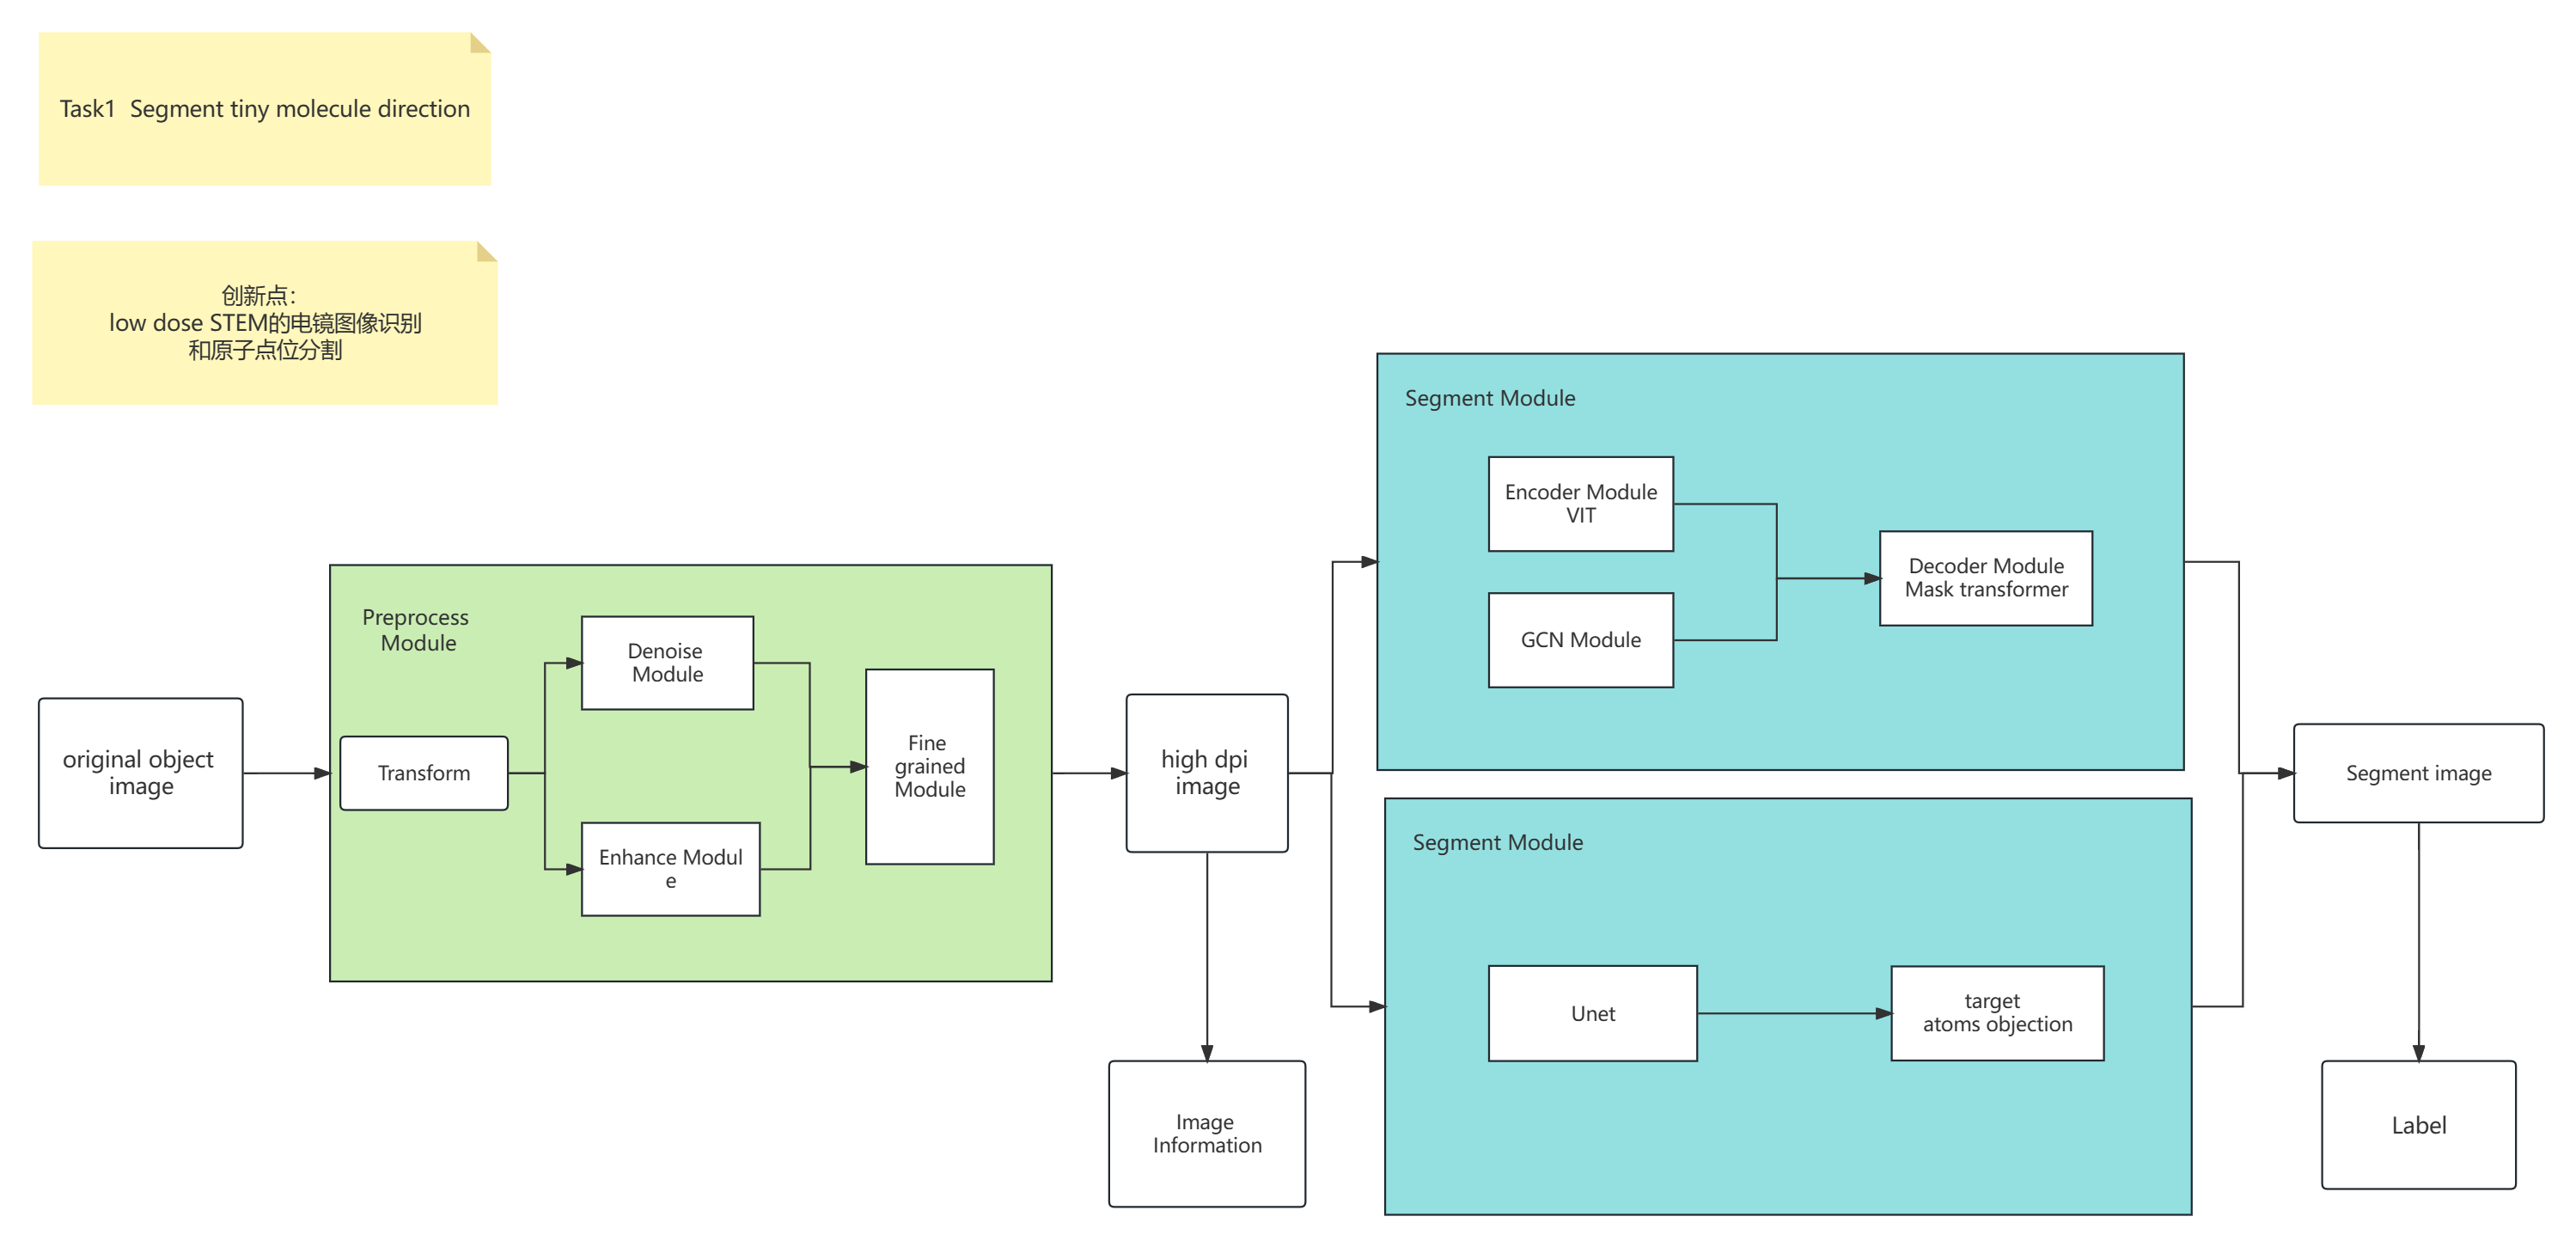 Task1  Segment tiny molecule direction
创新点：
low dose STEM的电镜图像识别
和原子点位分割
original object
image
Preprocess
Module
Transform
Denoise
Module
Enhance Modul
e
Fine
grained
Module
high dpi
image
Image
Information
Segment Module
Encoder Module
VIT
GCN Module
Decoder Module
Mask transformer
Segment Module
Unet
target
atoms objection
Segment image
Label